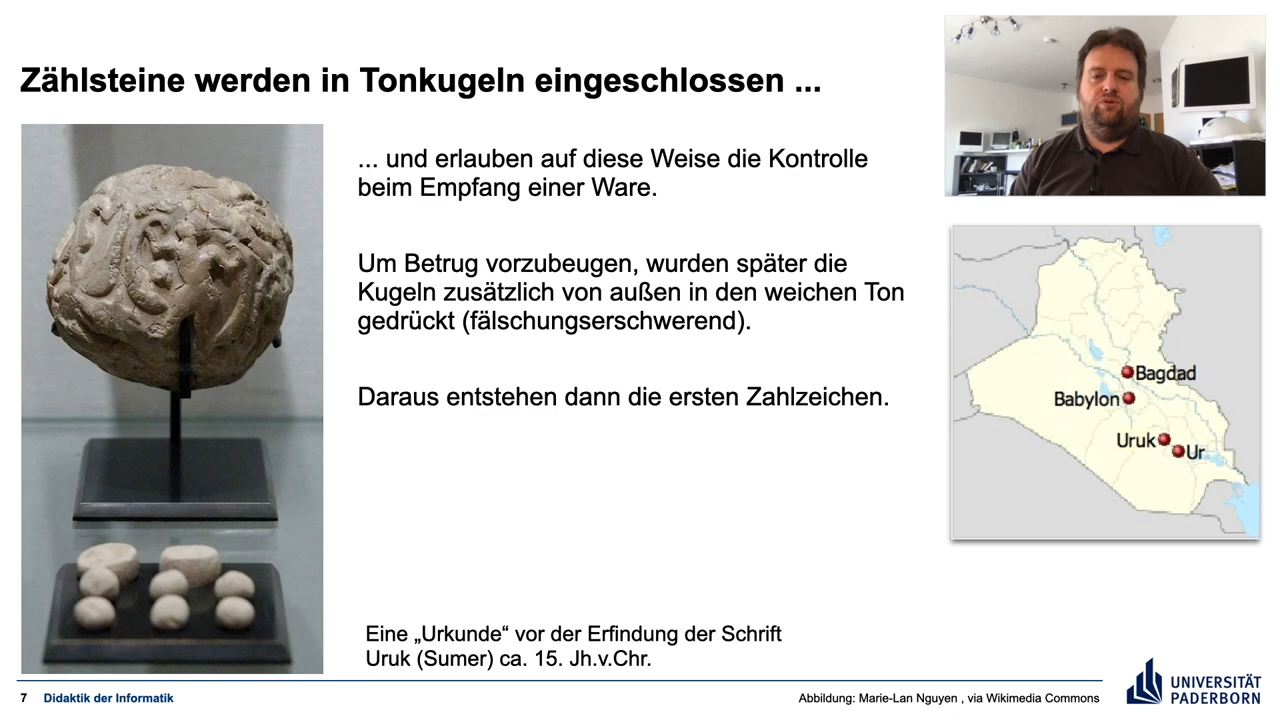 Zählsteine werden in Tonkugeln eingeschlossen ...
... und erlauben auf diese Weise die Kontrolle
beim Empfang einer Ware.
Um Betrug vorzubeugen, wurden später die
Kugeln zusätzlich von außen in den weichen Ton
gedrückt (fälschungserschwerend).
Daraus entstehen dann die ersten Zahlzeichen.
Bagdad
Babylon
Uruk
Ur
Eine „Urkunde“ vor der Erfindung der Schrift
Uruk (Sumer) ca. 15. Jh.v.Chr.
7 Didaktik der Informatik
Abbildung: Marie-Lan Nguyen , via Wikimedia Commons
UNIVERSITÄT
PADERBORN